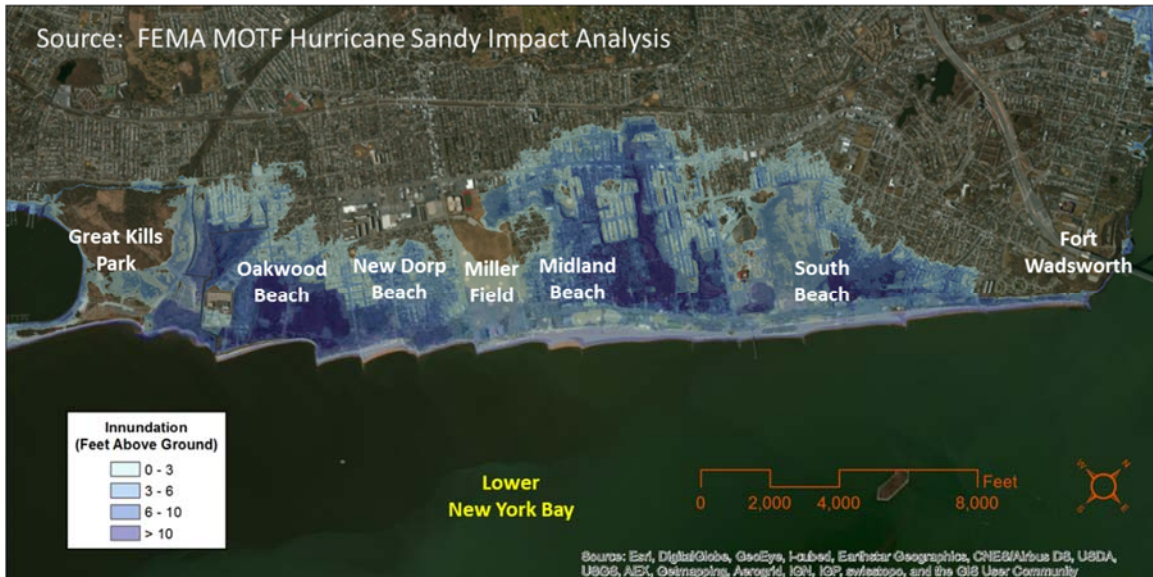 Source: FEMA MOTF Hurricane Sandy Impact Analysis
Great Kills
Park
Oakwood
Beach
New Dorp
Beach
Miller
Field
Midland
Beach
South
Beach
Fort
Wadsworth
Innundation
(Feet Above Ground)
0 - 3
3 - 6
6 - 10
> 10
Lower
New York Bay
Feet
0 2,000 4,000 8,000
W N
S E
Source: Esri, DigitalGlobe, GeoEye, i-cubed, Earthstar Geographics, CNES/Airbus DS, USDA,
USGS, AEX, Getmapping, Aerogrid, IGN, IGP, swisstopo, and the GIS User Community